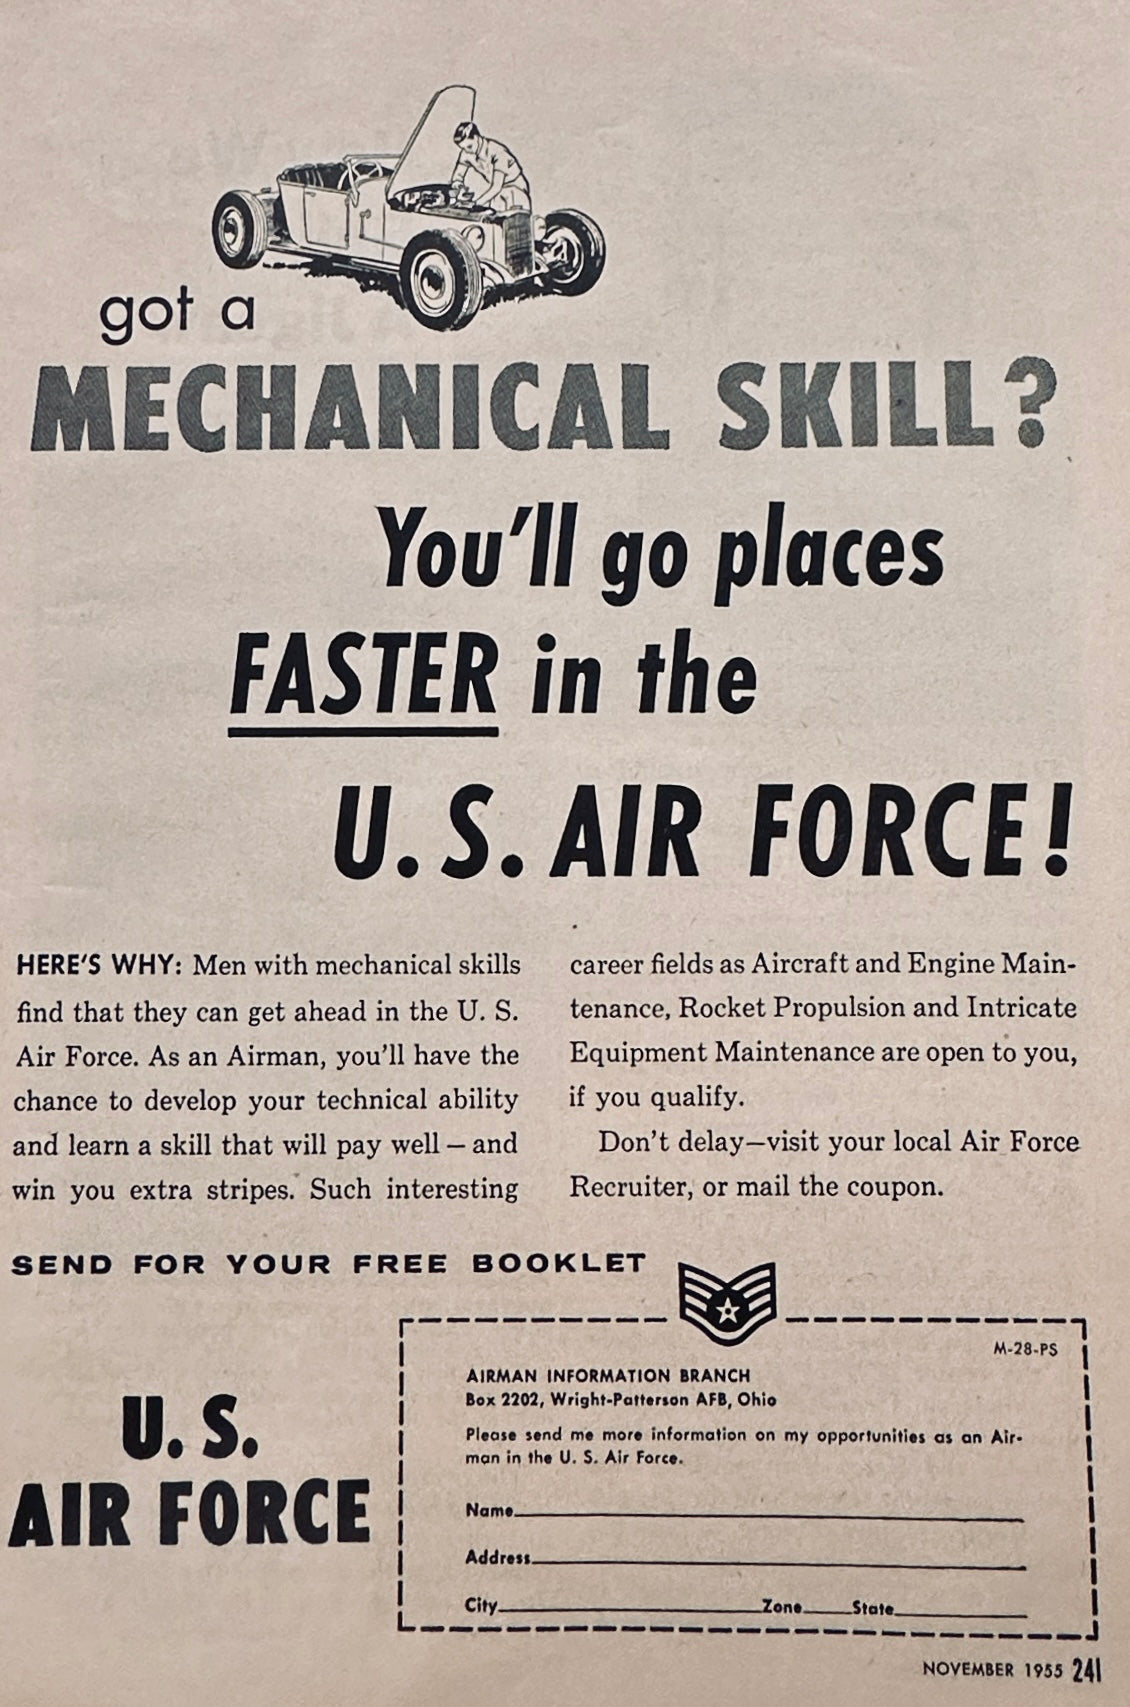 got a
MECHANICAL SKILL?
You'll go places
FASTER in the
U. S. AIR FORCE!
HERE'S WHY: Men with mechanical skills
find that they can get ahead in the U. S.
Air Force. As an Airman, you'll have the
chance to develop your technical ability
and learn a skill that will pay well — and
win you extra stripes. Such interesting
career fields as Aircraft and Engine Main-
tenance, Rocket Propulsion and Intricate
Equipment Maintenance are open to you,
if you qualify.
Don't delay—visit your local Air Force
Recruiter, or mail the coupon.
SEND FOR YOUR FREE BOOKLET
U. S.
AIR FORCE
M-28-PS
AIRMAN INFORMATION BRANCH
Box 2202, Wright-Patterson AFB, Ohio
Please send me more information on my opportunities as an Air-
man in the U. S. Air Force.
Name
Address
City Zone State
NOVEMBER 1955 241